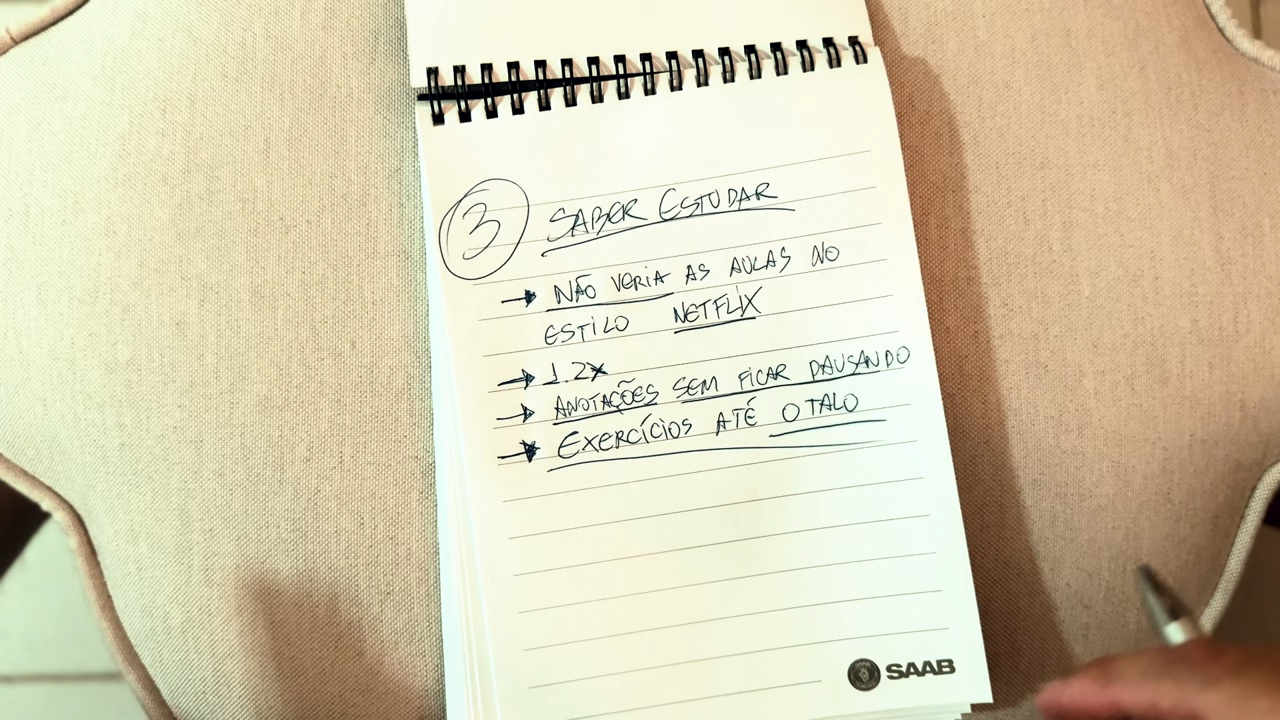 3 SABER ESTUDAR
→ NÃO VERIA AS AULAS NO
ESTILO NETFLIX
→ 1.2x
→ ANOTAÇÕES SEM FICAR PAUSANDO
→ EXERCÍCIOS ATÉ O TALO
SAAB